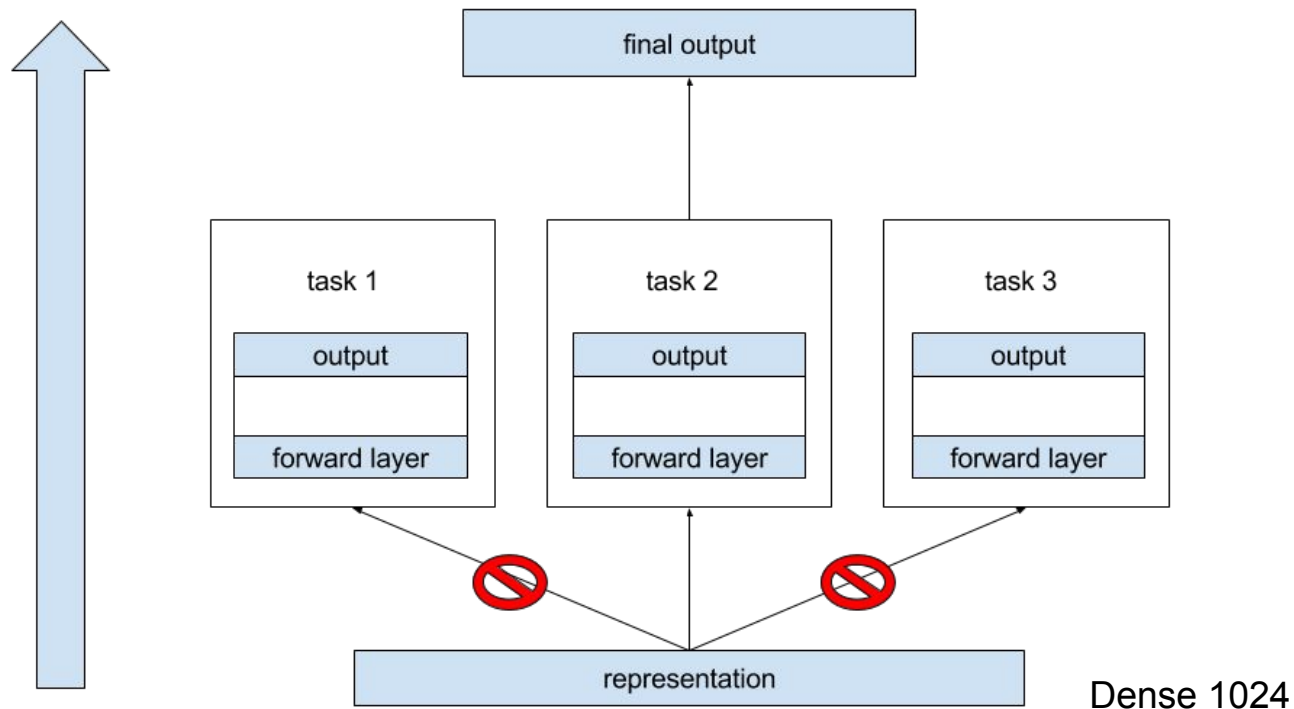 final output
task 1
task 2
task 3
output
output
output
forward layer
forward layer
forward layer
representation
Dense 1024